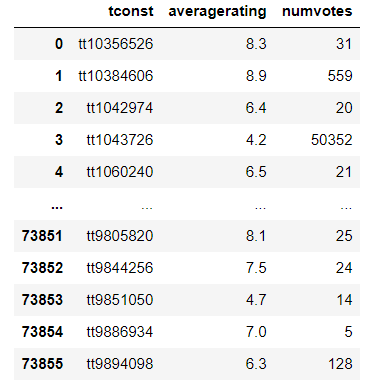 tconst averagerating numvotes
0 tt10356526 8.3 31
1 tt10384606 8.9 559
2 tt1042974 6.4 20
3 tt1043726 4.2 50352
4 tt1060240 6.5 21
... ... ... ...
73851 tt9805820 8.1 25
73852 tt9844256 7.5 24
73853 tt9851050 4.7 14
73854 tt9886934 7.0 5
73855 tt9894098 6.3 128